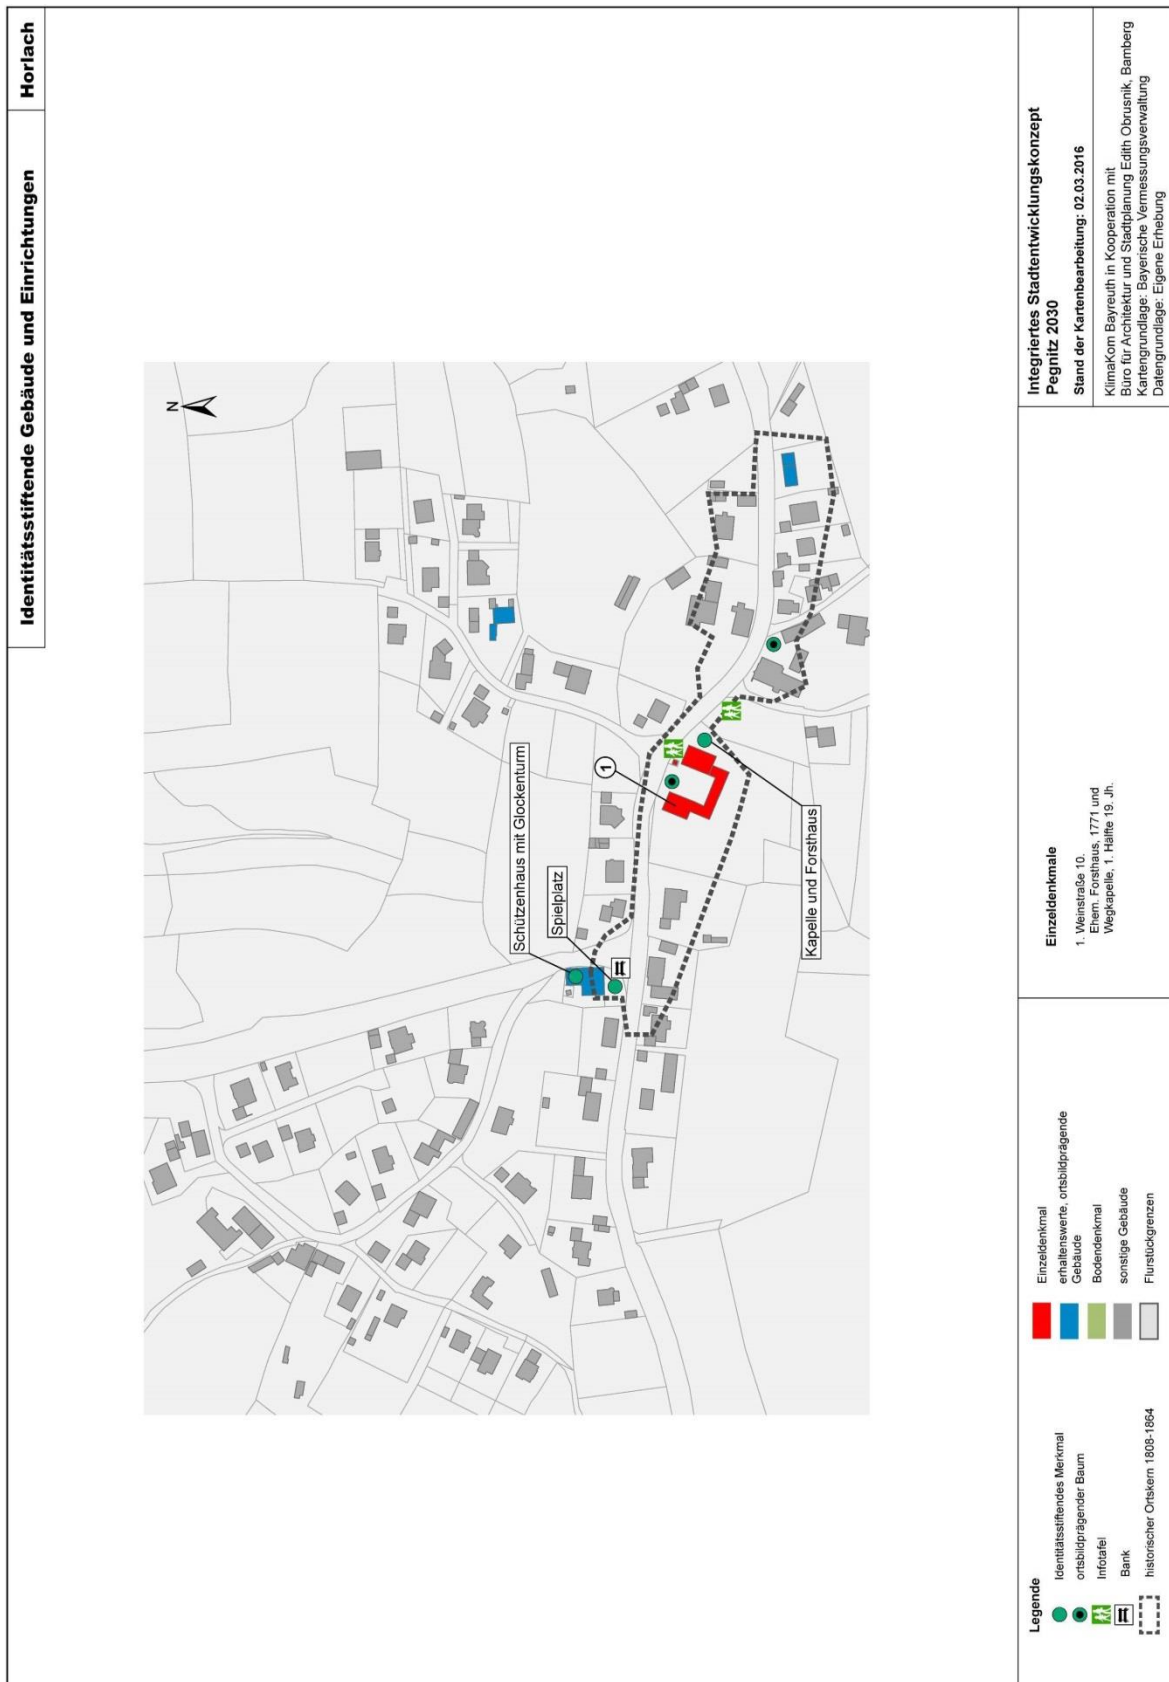 Identitätsstiftende Gebäude und Einrichtungen
Horlach
N
Schützenhaus mit Glockenturm
Spielplatz
1
Kapelle und Forsthaus
Legende
Identitätsstiftendes Merkmal
ortsbildprägender Baum
Infotafel
Bank
historischer Ortskern 1808-1864
Einzeldenkmal
erhaltenswerte, ortsbildprägende
Gebäude
Bodendenkmal
sonstige Gebäude
Flurstückgrenzen
Einzeldenkmale
1. Weinstraße 10.
Ehem. Forsthaus, 1771 und
Wegkapelle, 1. Hälfte 19. Jh.
Integriertes Stadtentwicklungskonzept
Pegnitz 2030
Stand der Kartenbearbeitung: 02.03.2016
KlimaKom Bayreuth in Kooperation mit
Büro für Architektur und Stadtplanung Edith Obrusnik, Bamberg
Kartengrundlage: Bayerische Vermessungsverwaltung
Datengrundlage: Eigene Erhebung